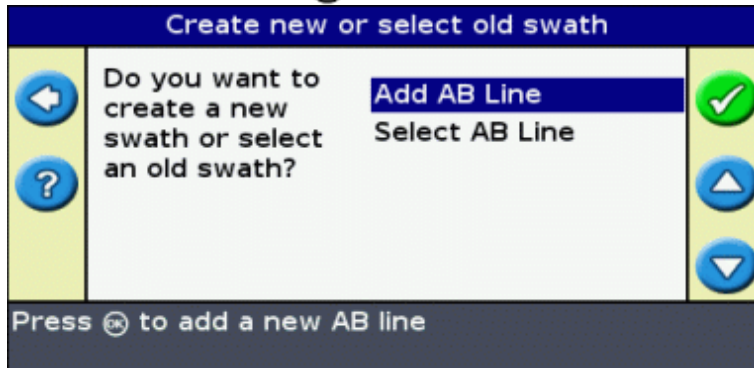 Create new or select old swath
Do you want to
create a new
swath or select
an old swath?
Add AB Line
Select AB Line
?
Press OK to add a new AB line